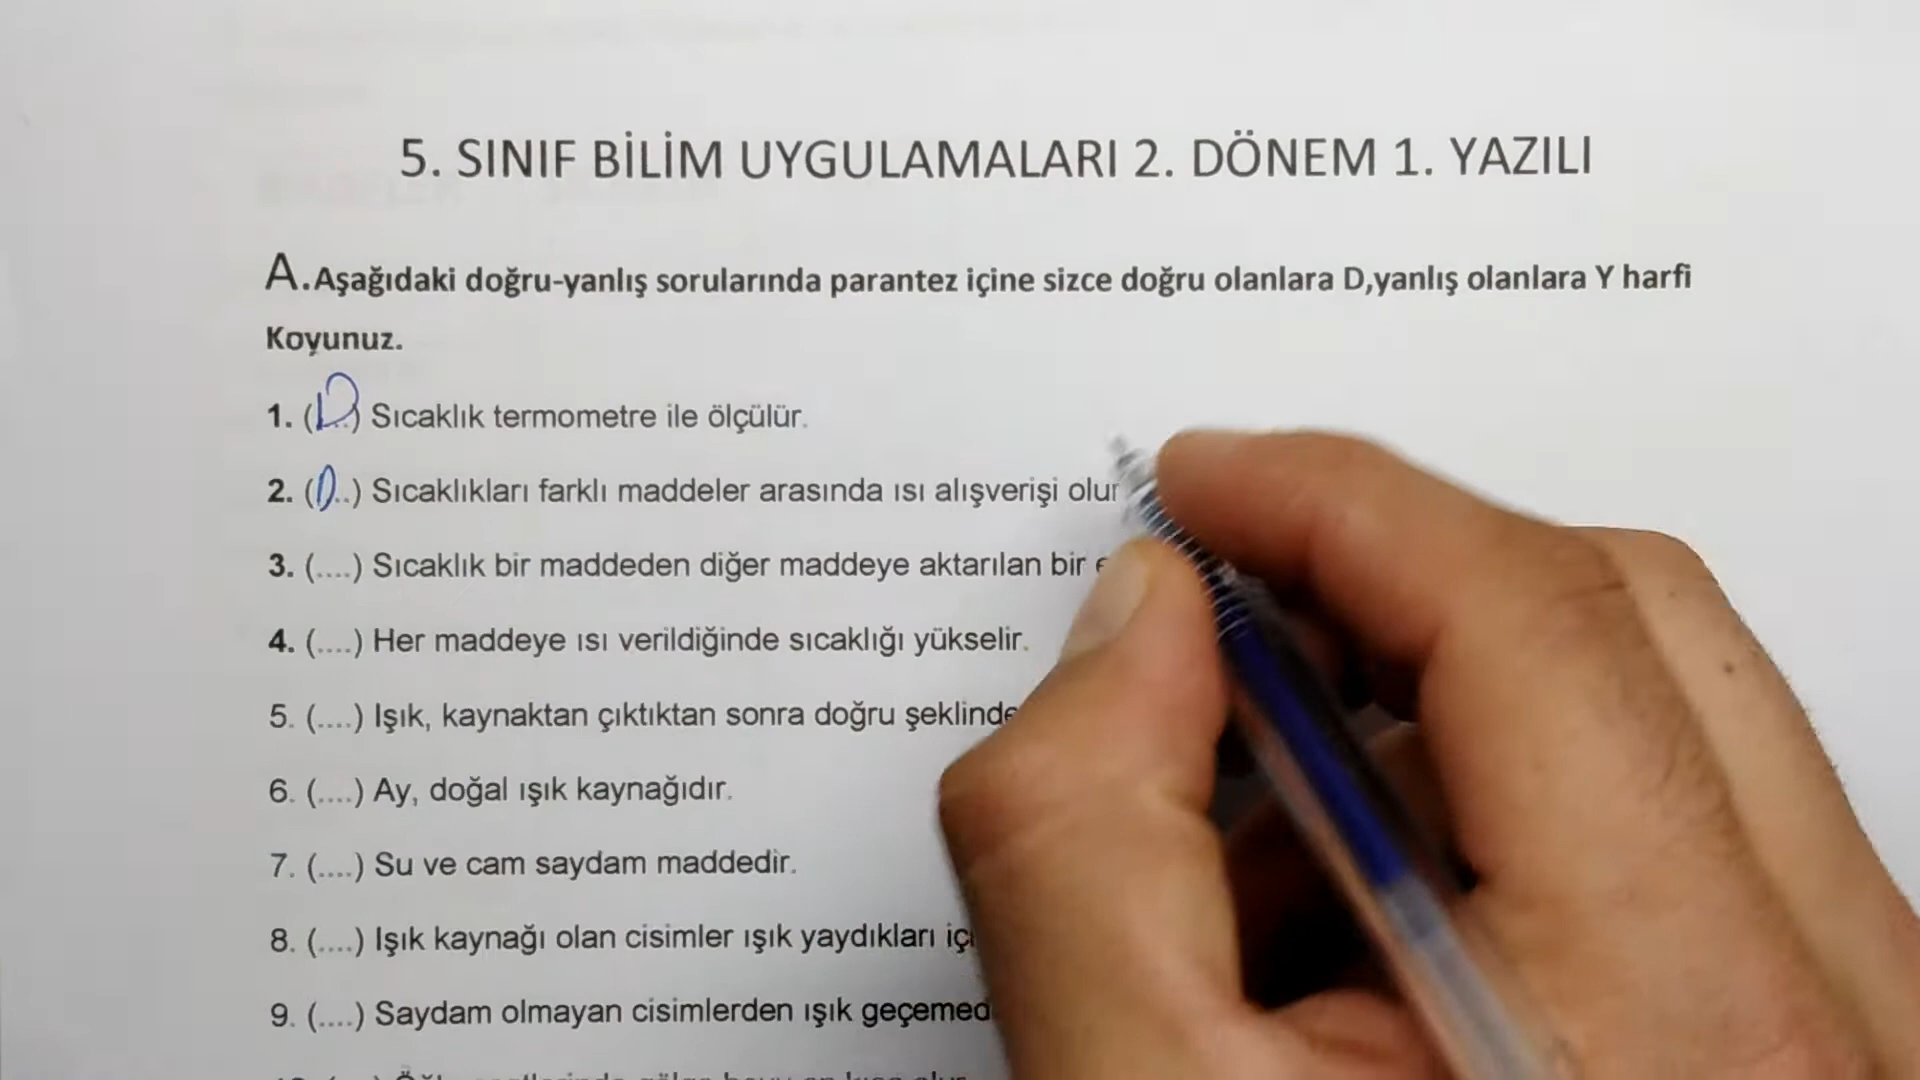 5. SINIF BİLİM UYGULAMALARI 2. DÖNEM 1. YAZILI
A.Aşağıdaki doğru-yanlış sorularında parantez içine sizce doğru olanlara D,yanlış olanlara Y harfi
Koyunuz.
1. (D..) Sıcaklık termometre ile ölçülür.
2. (D..) Sıcaklıkları farklı maddeler arasında ısı alışverişi olur
3. (....) Sıcaklık bir maddeden diğer maddeye aktarılan bir
4. (....) Her maddeye ısı verildiğinde sıcaklığı yükselir.
5. (....) Işık, kaynaktan çıktıktan sonra doğru şeklinde
6. (....) Ay, doğal ışık kaynağıdır.
7. (....) Su ve cam saydam maddedir.
8. (....) Işık kaynağı olan cisimler ışık yaydıkları
9. (....) Saydam olmayan cisimlerden ışık